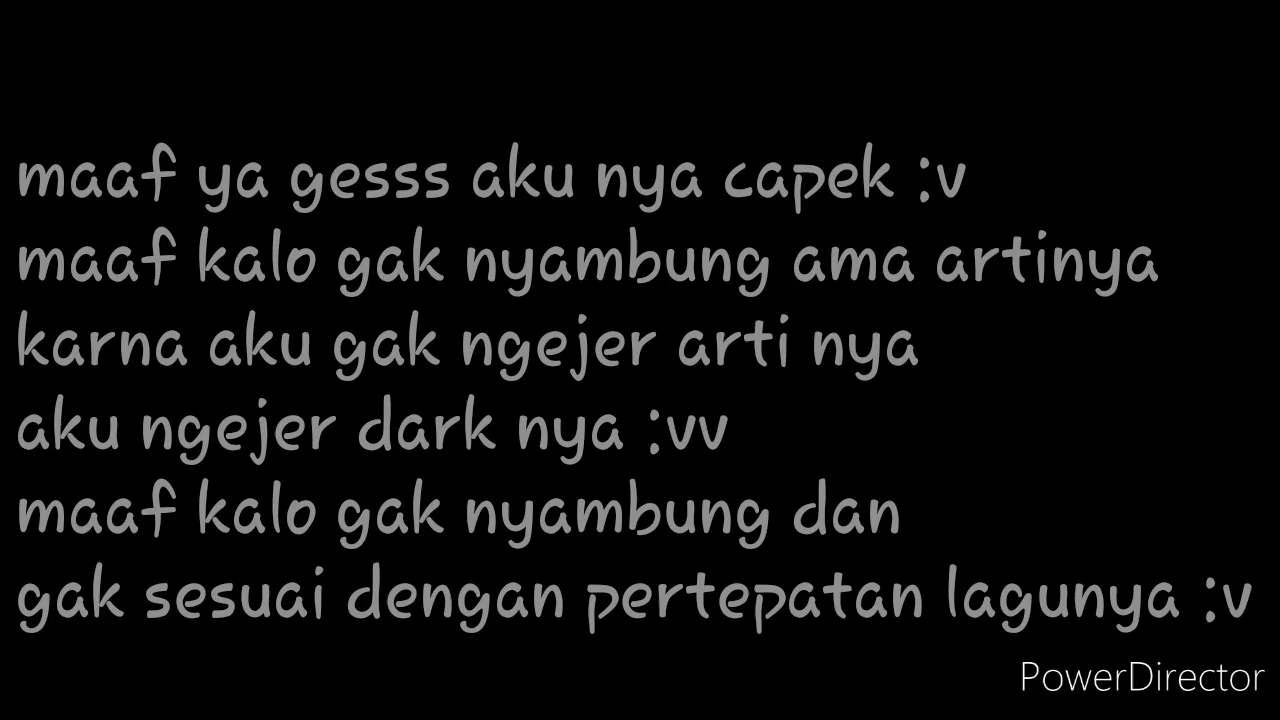 maaf ya gesss aku nya capek :v
maaf kalo gak nyambung ama artinya
karna aku gak ngejer arti nya
aku ngejer dark nya :vv
maaf kalo gak nyambung dan
gak sesuai dengan pertepatan lagunya :v
PowerDirector